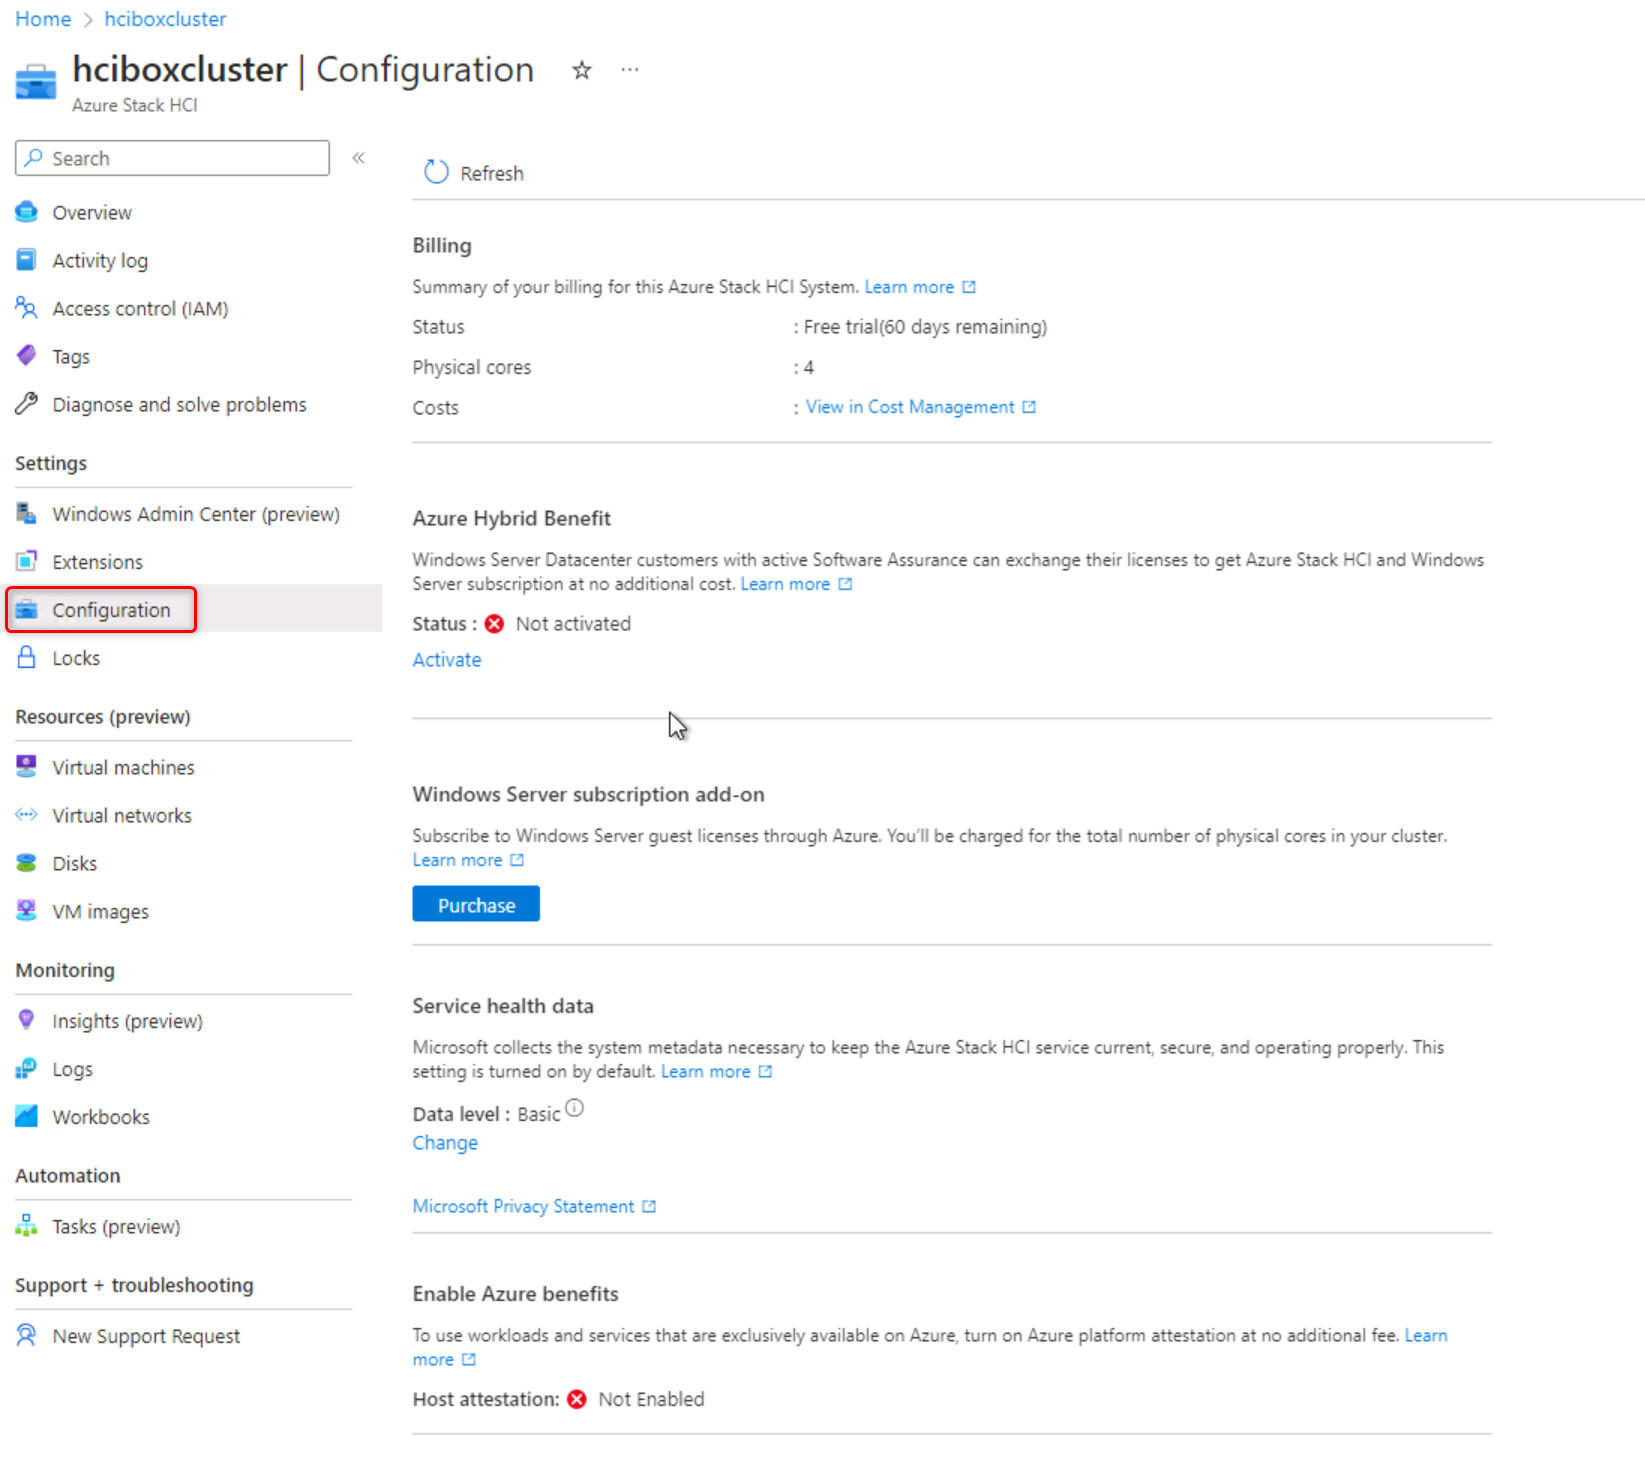 Home > hciboxcluster
hciboxcluster | Configuration ...
Azure Stack HCI
Search «
Overview
Activity log
Access control (IAM)
Tags
Diagnose and solve problems
Settings
Windows Admin Center (preview)
Extensions
Configuration
Locks
Resources (preview)
Virtual machines
Virtual networks
Disks
VM images
Monitoring
Insights (preview)
Logs
Workbooks
Automation
Tasks (preview)
Support + troubleshooting
New Support Request
Refresh
Billing
Summary of your billing for this Azure Stack HCI System. Learn more
Status : Free trial(60 days remaining)
Physical cores : 4
Costs : View in Cost Management
Azure Hybrid Benefit
Windows Server Datacenter customers with active Software Assurance can exchange their licenses to get Azure Stack HCI and Windows
Server subscription at no additional cost. Learn more
Status : Not activated
Activate
Windows Server subscription add-on
Subscribe to Windows Server guest licenses through Azure. You'll be charged for the total number of physical cores in your cluster.
Learn more
Purchase
Service health data
Microsoft collects the system metadata necessary to keep the Azure Stack HCI service current, secure, and operating properly. This
setting is turned on by default. Learn more
Data level : Basic
Change
Microsoft Privacy Statement
Enable Azure benefits
To use workloads and services that are exclusively available on Azure, turn on Azure platform attestation at no additional fee. Learn
more
Host attestation: Not Enabled